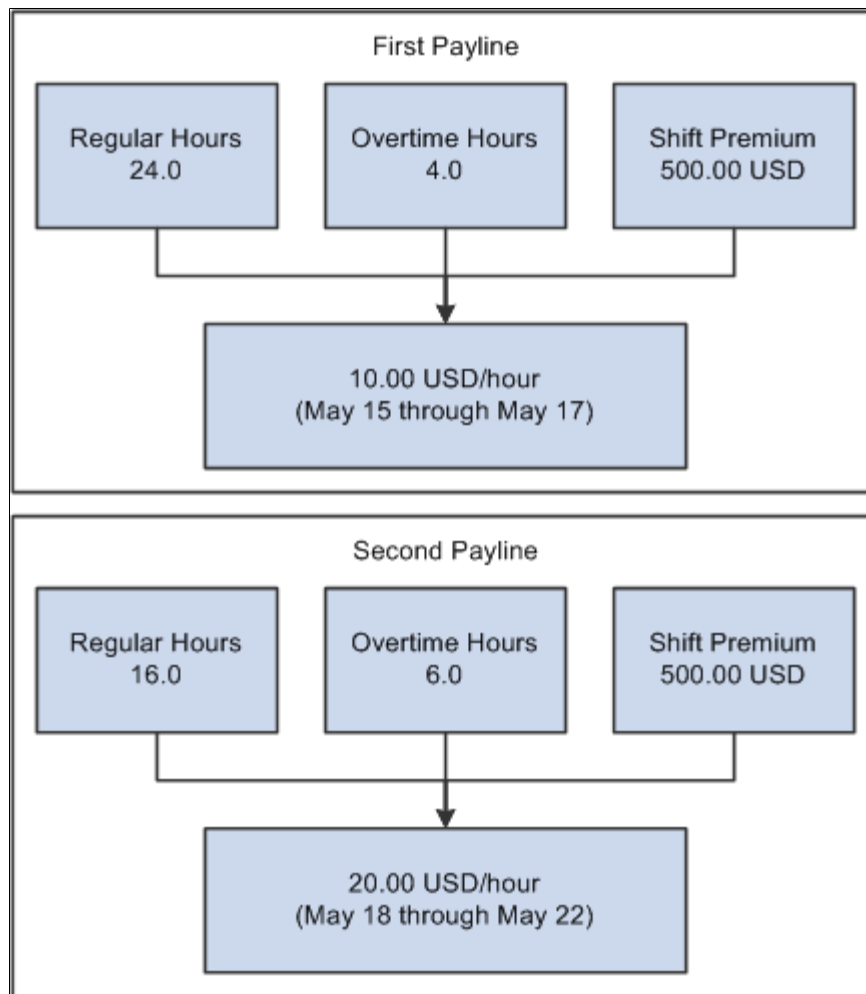 First Payline
Regular Hours
24.0
Overtime Hours
4.0
Shift Premium
500.00 USD
10.00 USD/hour
(May 15 through May 17)
Second Payline
Regular Hours
16.0
Overtime Hours
6.0
Shift Premium
500.00 USD
20.00 USD/hour
(May 18 through May 22)